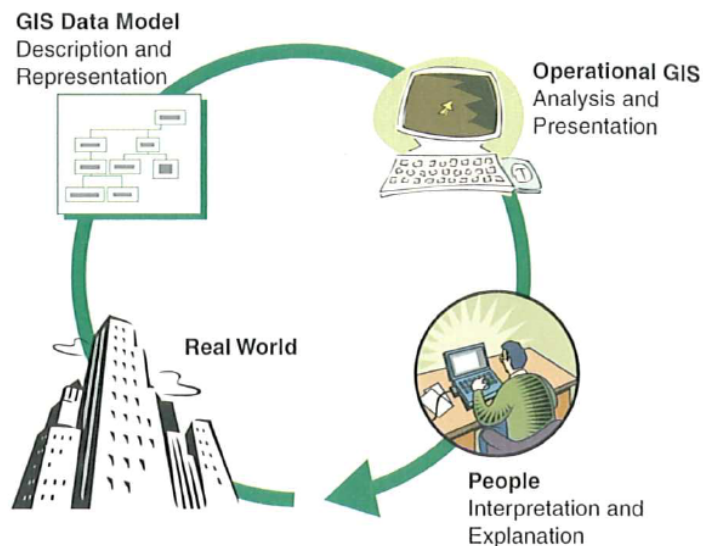 GIS Data Model
Description and
Representation
Operational GIS
Analysis and
Presentation
Real World
People
Interpretation and
Explanation